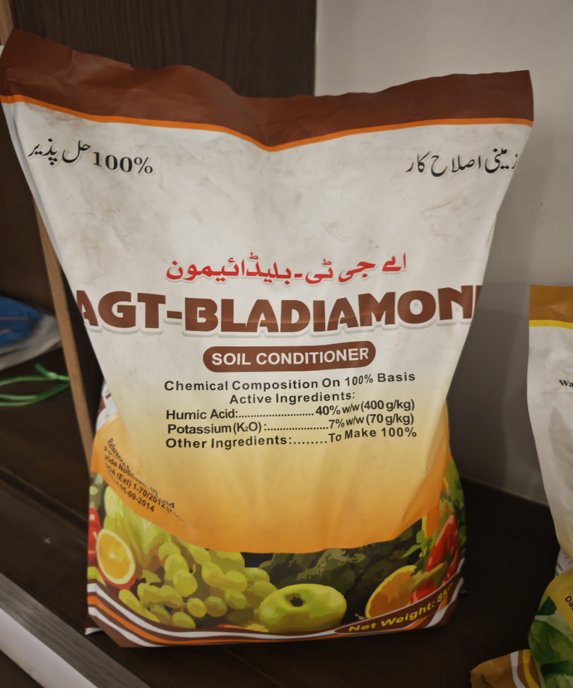 100% حل پذیر
زمینی اصلاح کار
اے جی ٹی-بلیڈائیمون
AGT-BLADIAMON
SOIL CONDITIONER
Chemical Composition On 100% Basis
Active Ingredients:
Humic Acid:.......................... 40% w/w (400 g/kg)
Potassium (K₂O) :.....................7% w/w (70 g/kg)
Other Ingredients:........To Make 100%
Net Weight: